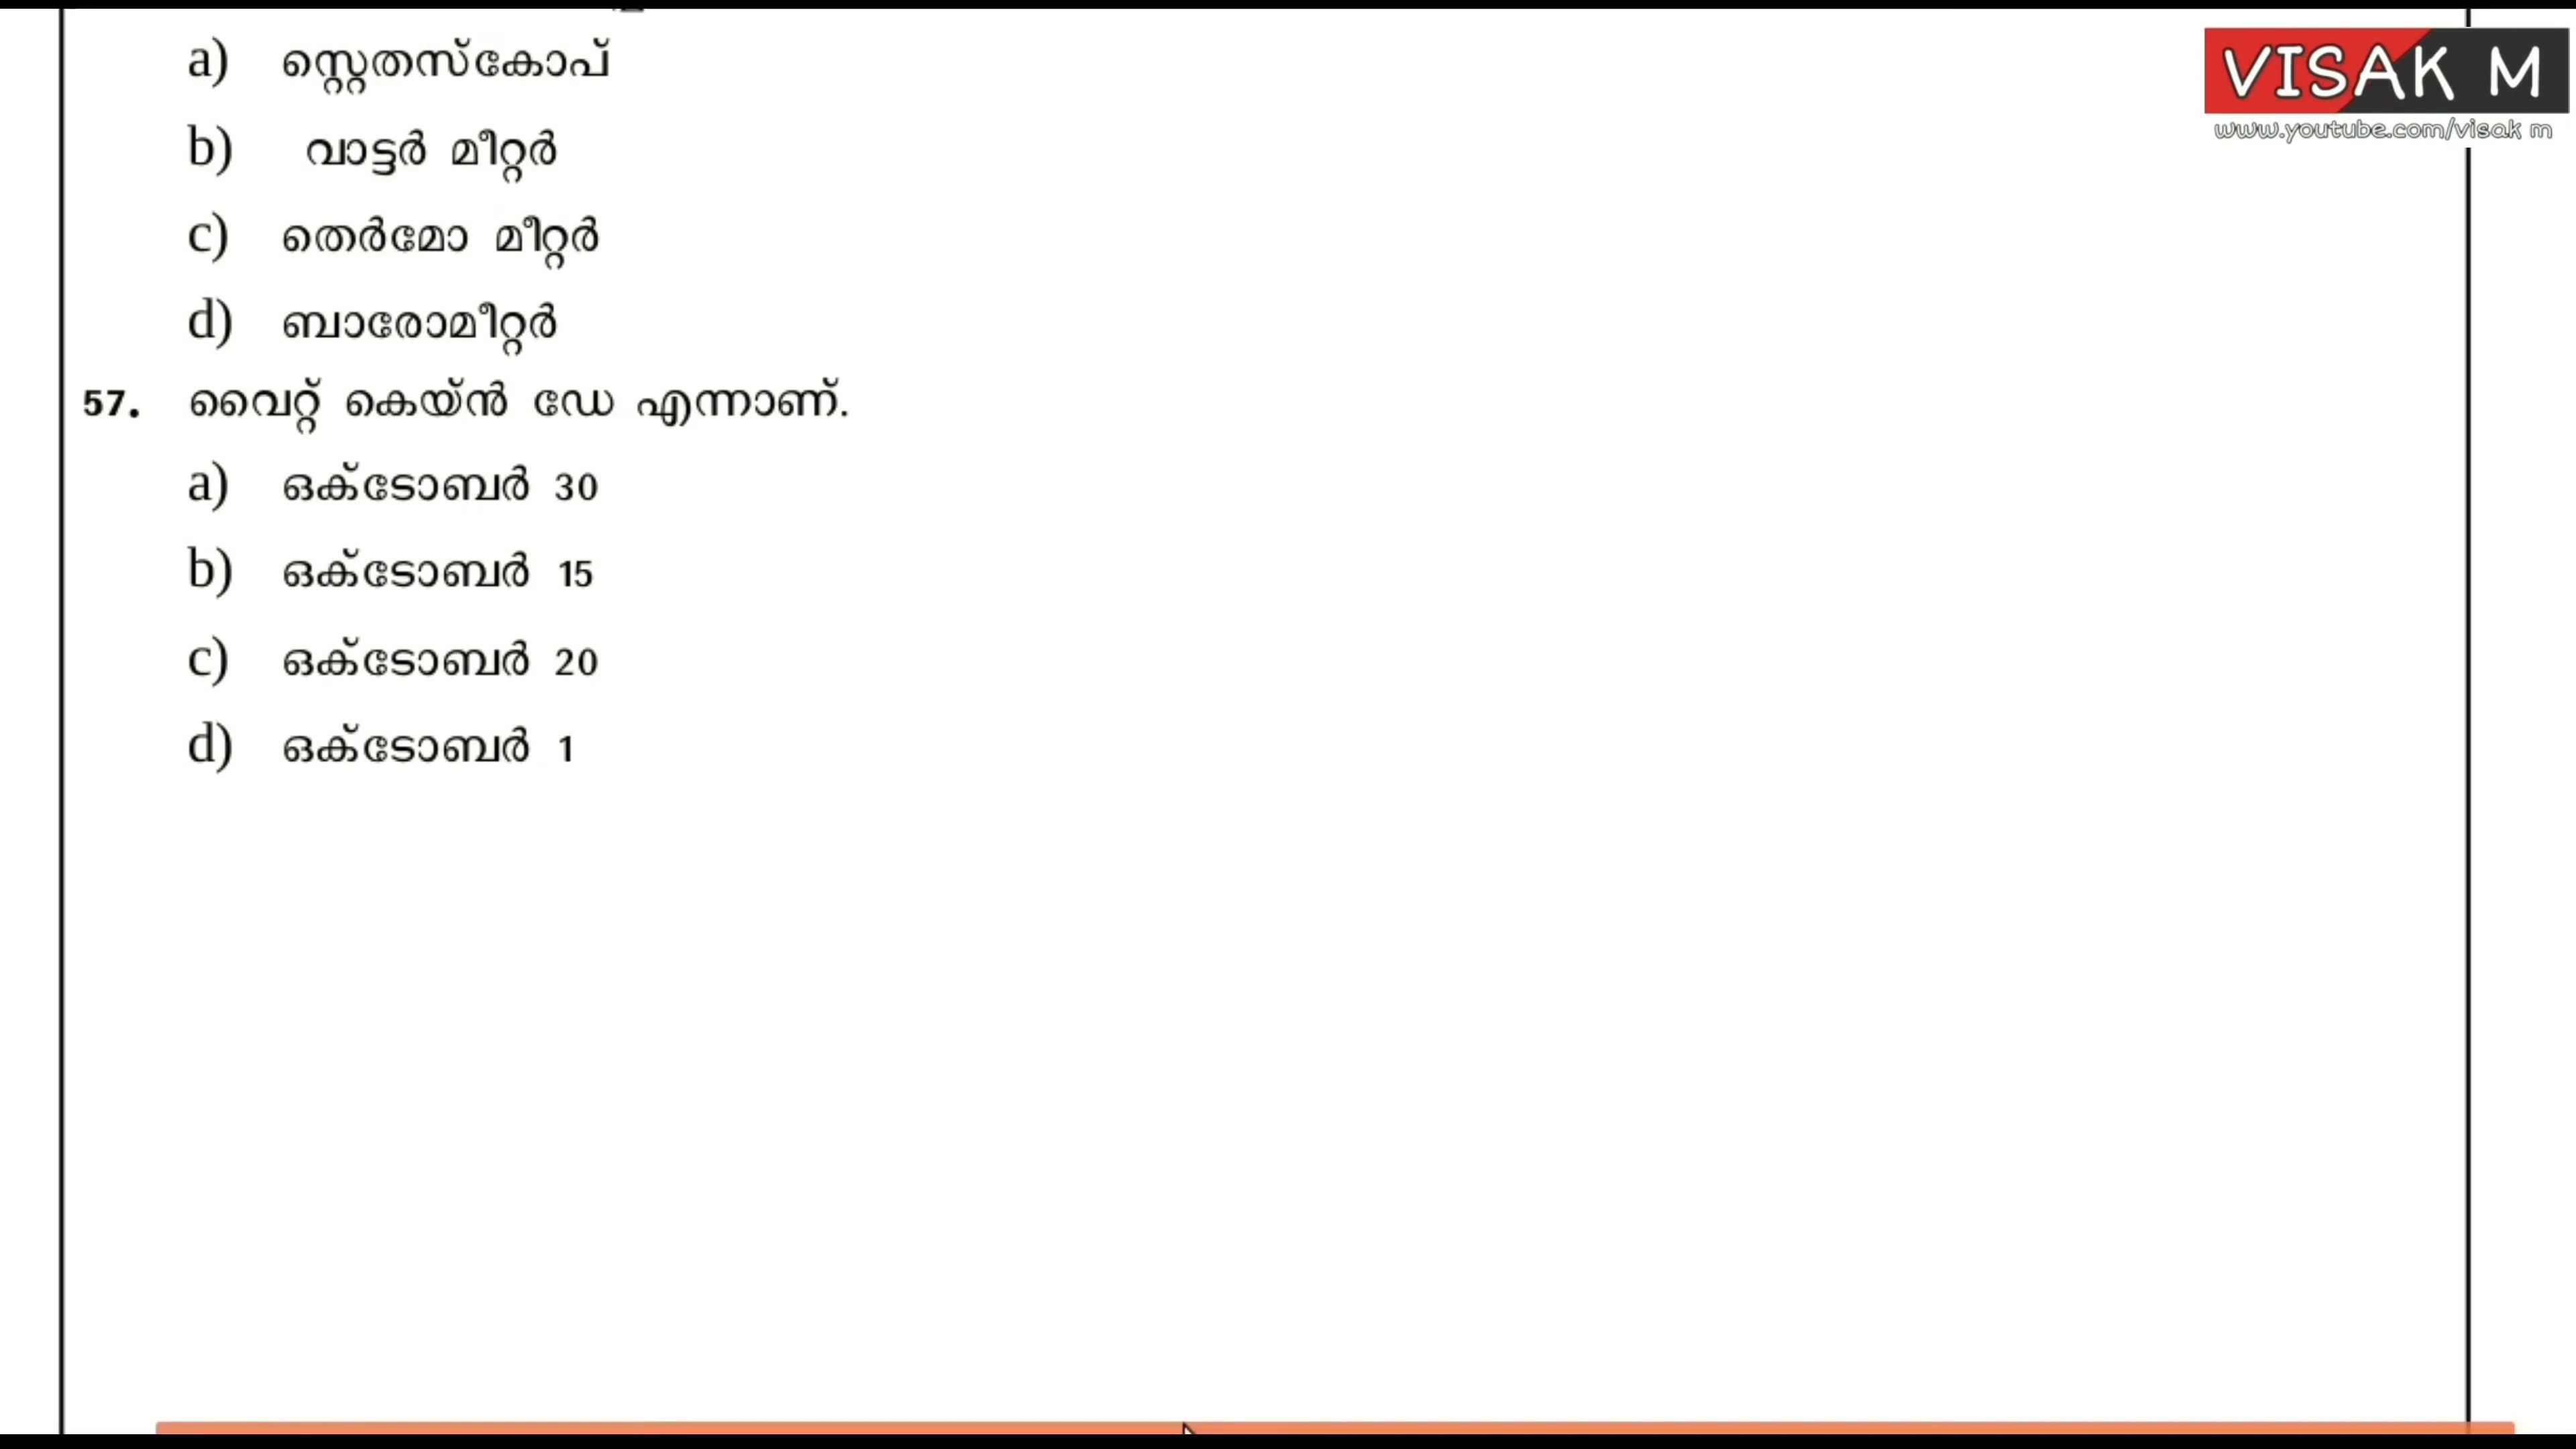 a) സ്റ്റെതസ്കോപ്
VISAK M
www.youtube.com/visak m
b) വാട്ടർ മീറ്റർ
c) തെർമോ മീറ്റർ
d) ബാരോമീറ്റർ
57. വൈറ്റ് കെയ്ൻ ഡേ എന്നാണ്.
a) ഒക്ടോബർ 30
b) ഒക്ടോബർ 15
c) ഒക്ടോബർ 20
d) ഒക്ടോബർ 1